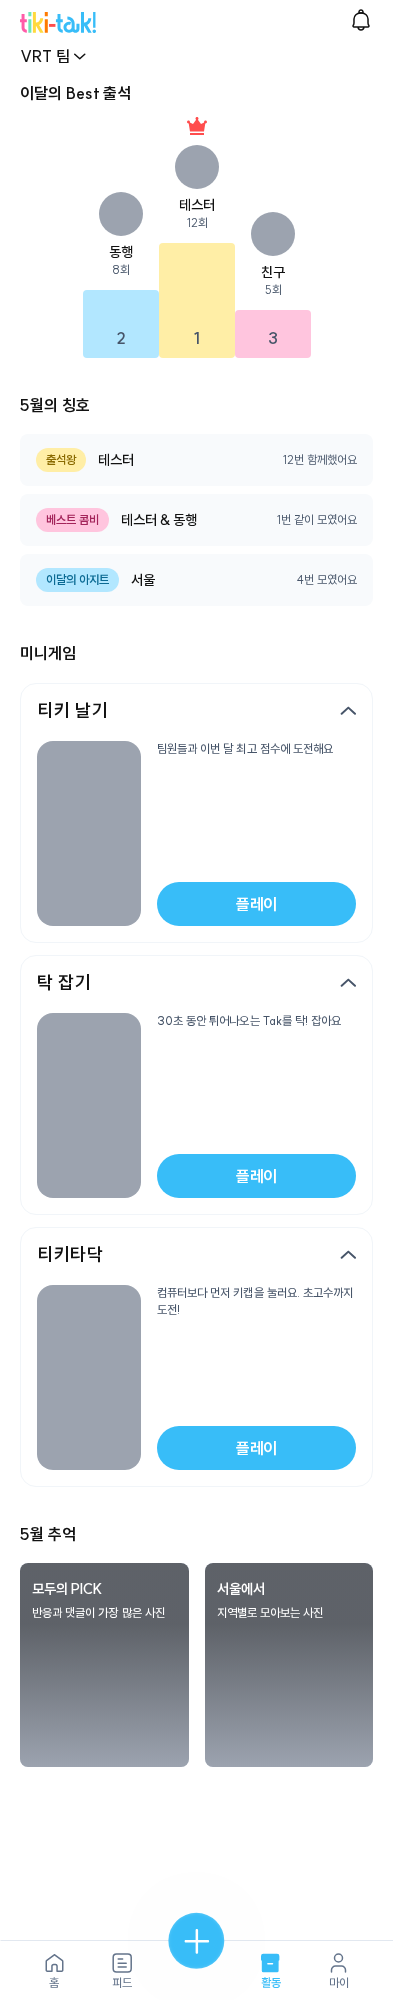 tiki-tak!
VRT 팀
이달의 Best 출석
테스터
12회
동행
8회
친구
5회
2
1
3
5월의 칭호
출석왕 테스터 12번 함께했어요
베스트 콤비 테스터 & 동행 1번 같이 모였어요
이달의 아지트 서울 4번 모였어요
미니게임
티키 날기
팀원들과 이번 달 최고 점수에 도전해요
플레이
탁 잡기
30초 동안 튀어나오는 Tak를 탁! 잡아요
플레이
티키타닥
컴퓨터보다 먼저 키캡을 눌러요. 초고수까지
도전!
플레이
5월 추억
모두의 PICK
반응과 댓글이 가장 많은 사진
서울에서
지역별로 모아보는 사진
홈 피드 활동 마이